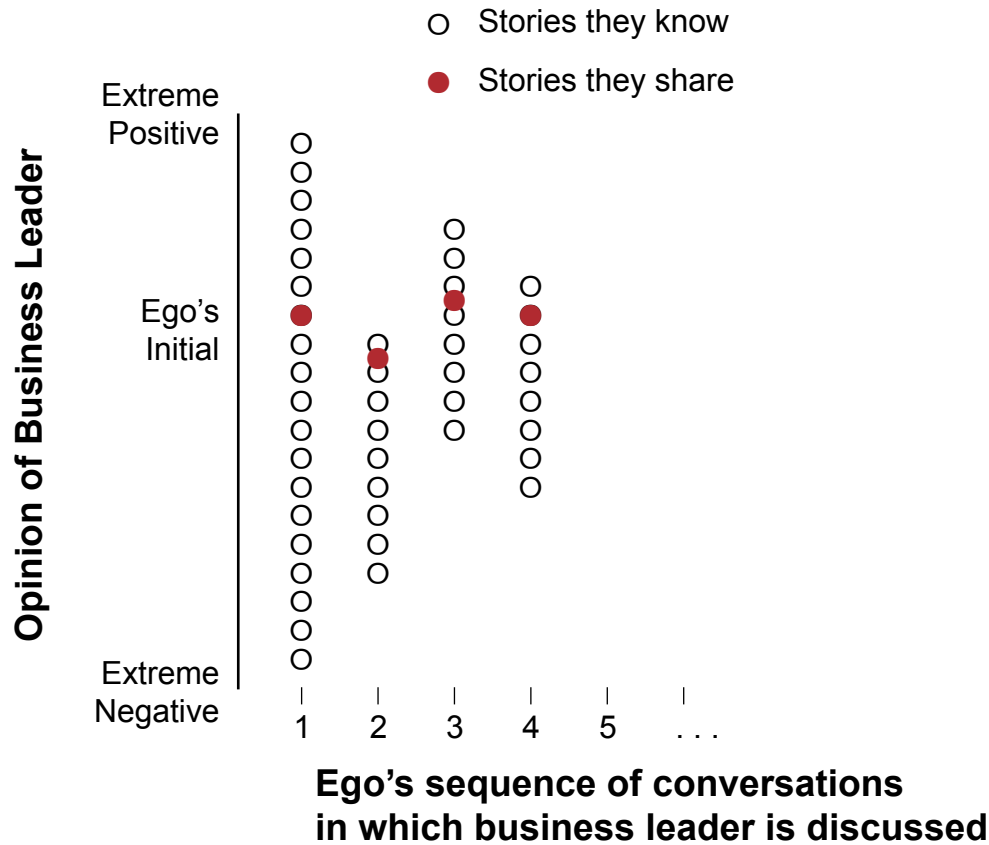 Stories they know
Stories they share
Extreme
Positive
Opinion of Business Leader
Ego’s
Initial
Extreme
Negative
1 2 3 4 5 . . .
Ego’s sequence of conversations
in which business leader is discussed